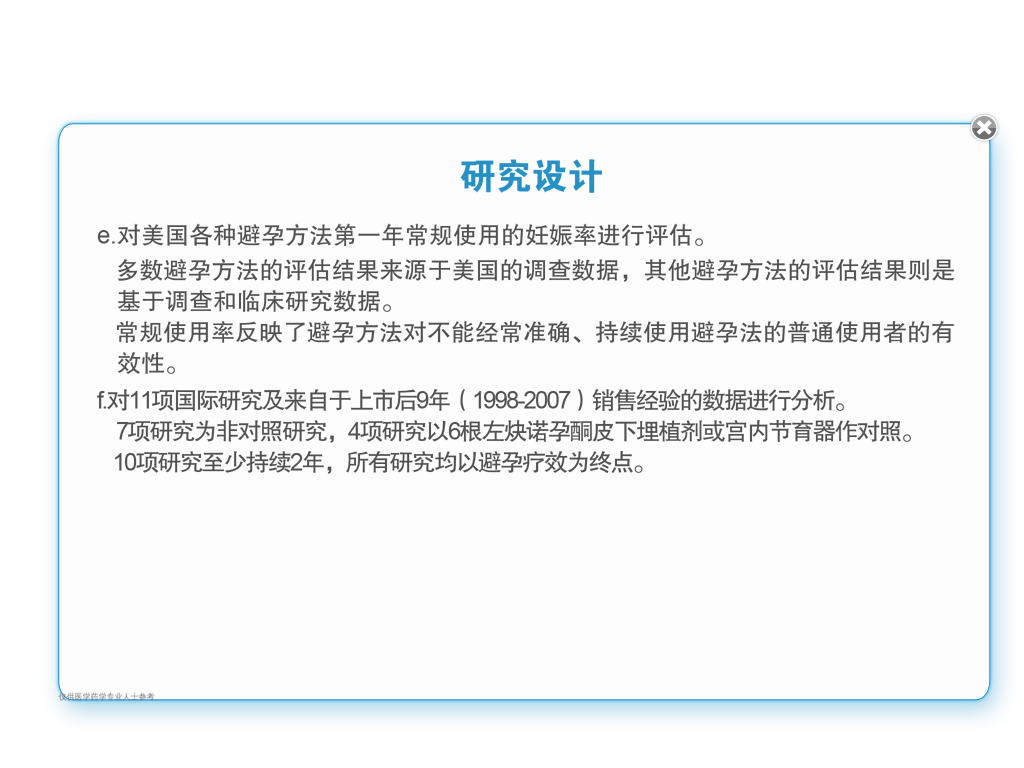 研究设计
e.对美国各种避孕方法第一年常规使用的妊娠率进行评估。
多数避孕方法的评估结果来源于美国的调查数据，其他避孕方法的评估结果则是
基于调查和临床研究数据。
常规使用率反映了避孕方法对不能经常准确、持续使用避孕法的普通使用者的有
效性。
f.对11项国际研究及来自于上市后9年（1998-2007）销售经验的数据进行分析。
7项研究为非对照研究，4项研究以6根左炔诺孕酮皮下埋植剂或宫内节育器作对照。
10项研究至少持续2年，所有研究均以避孕疗效为终点。
仅供医学药学专业人士参考